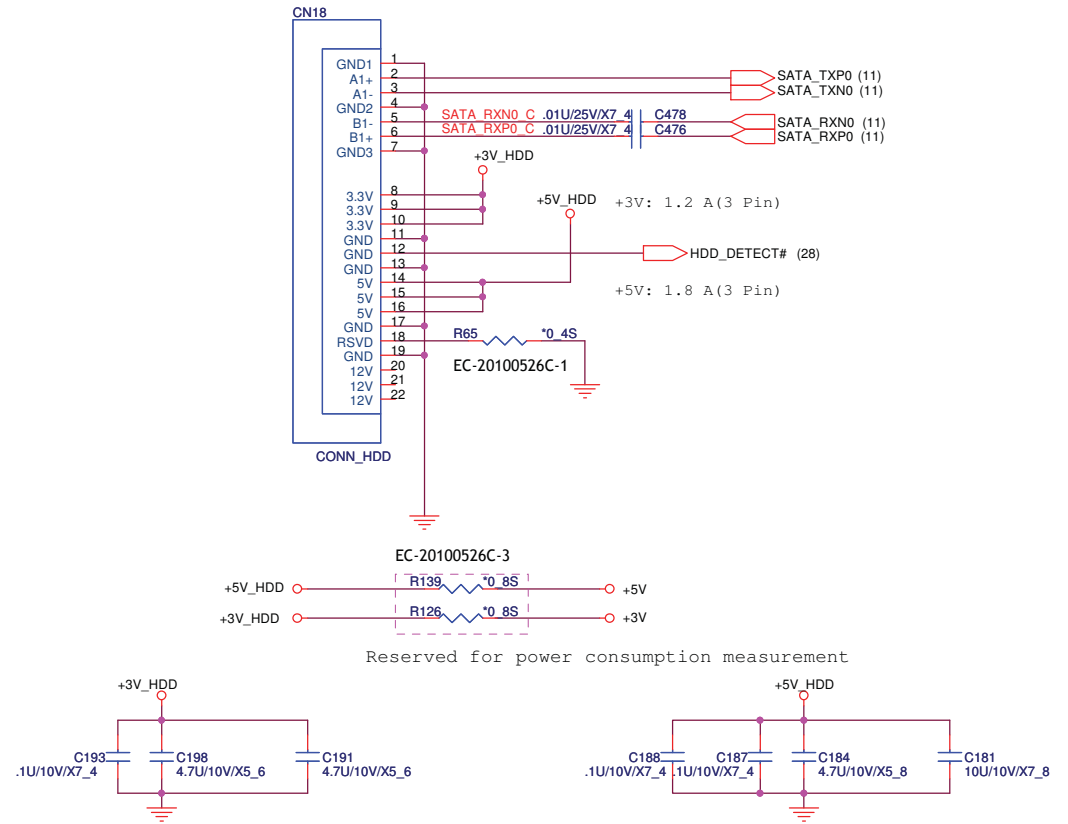 CN18
GND1 1
A1+ 2 SATA_TXP0 (11)
A1- 3 SATA_TXN0 (11)
GND2 4
B1- 5 SATA_RXN0_C .01U/25V/X7_4 C478 SATA_RXN0 (11)
B1+ 6 SATA_RXP0_C .01U/25V/X7_4 C476 SATA_RXP0 (11)
GND3 7
+3V_HDD
3.3V 8
+5V_HDD +3V: 1.2 A(3 Pin)
3.3V 9
3.3V 10
GND 11
GND 12 HDD_DETECT# (28)
GND 13
5V 14
5V 15 +5V: 1.8 A(3 Pin)
5V 16
GND 17
RSVD 18 R65 *0_4S
GND 19
EC-20100526C-1
12V 20
12V 21
12V 22
CONN_HDD
EC-20100526C-3
+5V_HDD R139 *0_8S +5V
+3V_HDD R126 *0_8S +3V
Reserved for power consumption measurement
+3V_HDD
C193 C198 C191
.1U/10V/X7_4 4.7U/10V/X5_6 4.7U/10V/X5_6
+5V_HDD
C188 C187 C184 C181
.1U/10V/X7_4 .1U/10V/X7_4 4.7U/10V/X5_8 10U/10V/X7_8